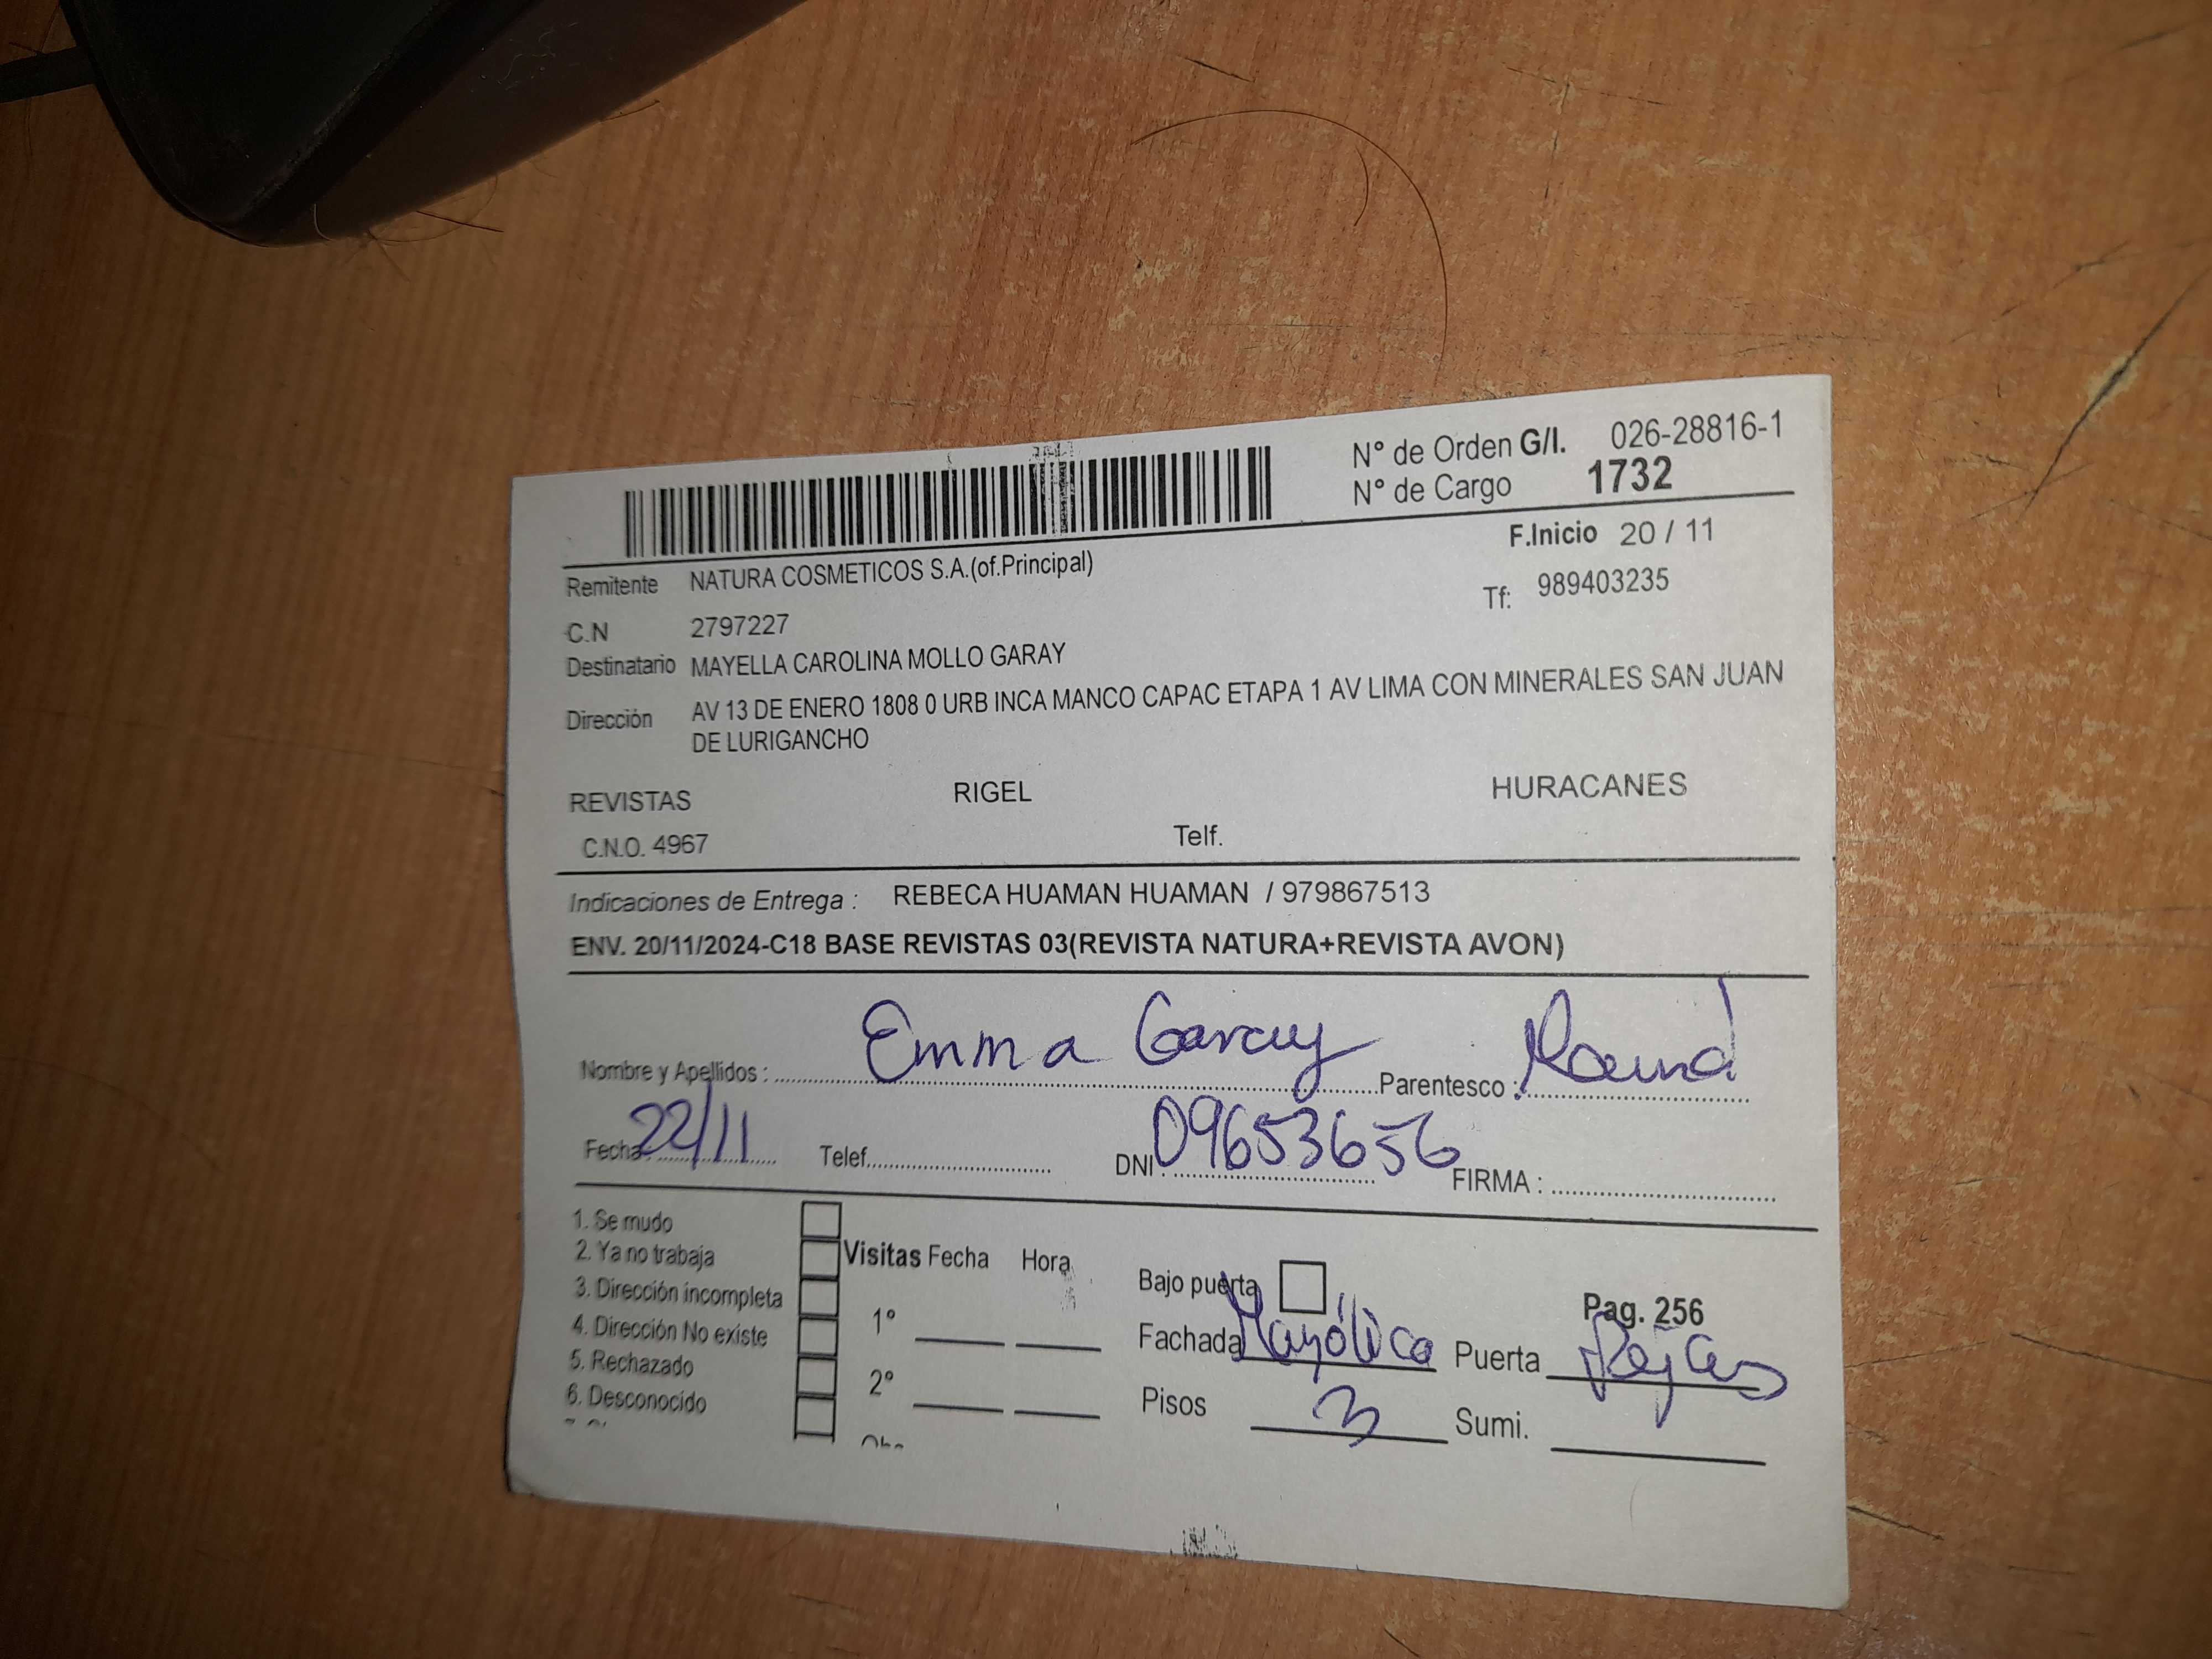 N° de Orden G/I. 026-28816-1
N° de Cargo 1732
F.Inicio 20 / 11
Remitente NATURA COSMETICOS S.A.(of.Principal)
Tf: 989403235
C.N 2797227
Destinatario MAYELLA CAROLINA MOLLO GARAY
Dirección AV 13 DE ENERO 1808 0 URB INCA MANCO CAPAC ETAPA 1 AV LIMA CON MINERALES SAN JUAN
DE LURIGANCHO
REVISTAS RIGEL HURACANES
C.N.O. 4967 Telf.
Indicaciones de Entrega : REBECA HUAMAN HUAMAN / 979867513
ENV. 20/11/2024-C18 BASE REVISTAS 03(REVISTA NATURA+REVISTA AVON)
Nombre y Apellidos : Emma Garay Parentesco :
Fecha: 22/11 Telef. DNI : 09653656 FIRMA :
1. Se mudo
2. Ya no trabaja
3. Dirección incompleta
4. Dirección No existe
5. Rechazado
6. Desconocido
Visitas Fecha Hora
1°
2°
Bajo puerta
Pag. 256
Fachada Mayólica Puerta Rejas
Pisos 3 Sumi.